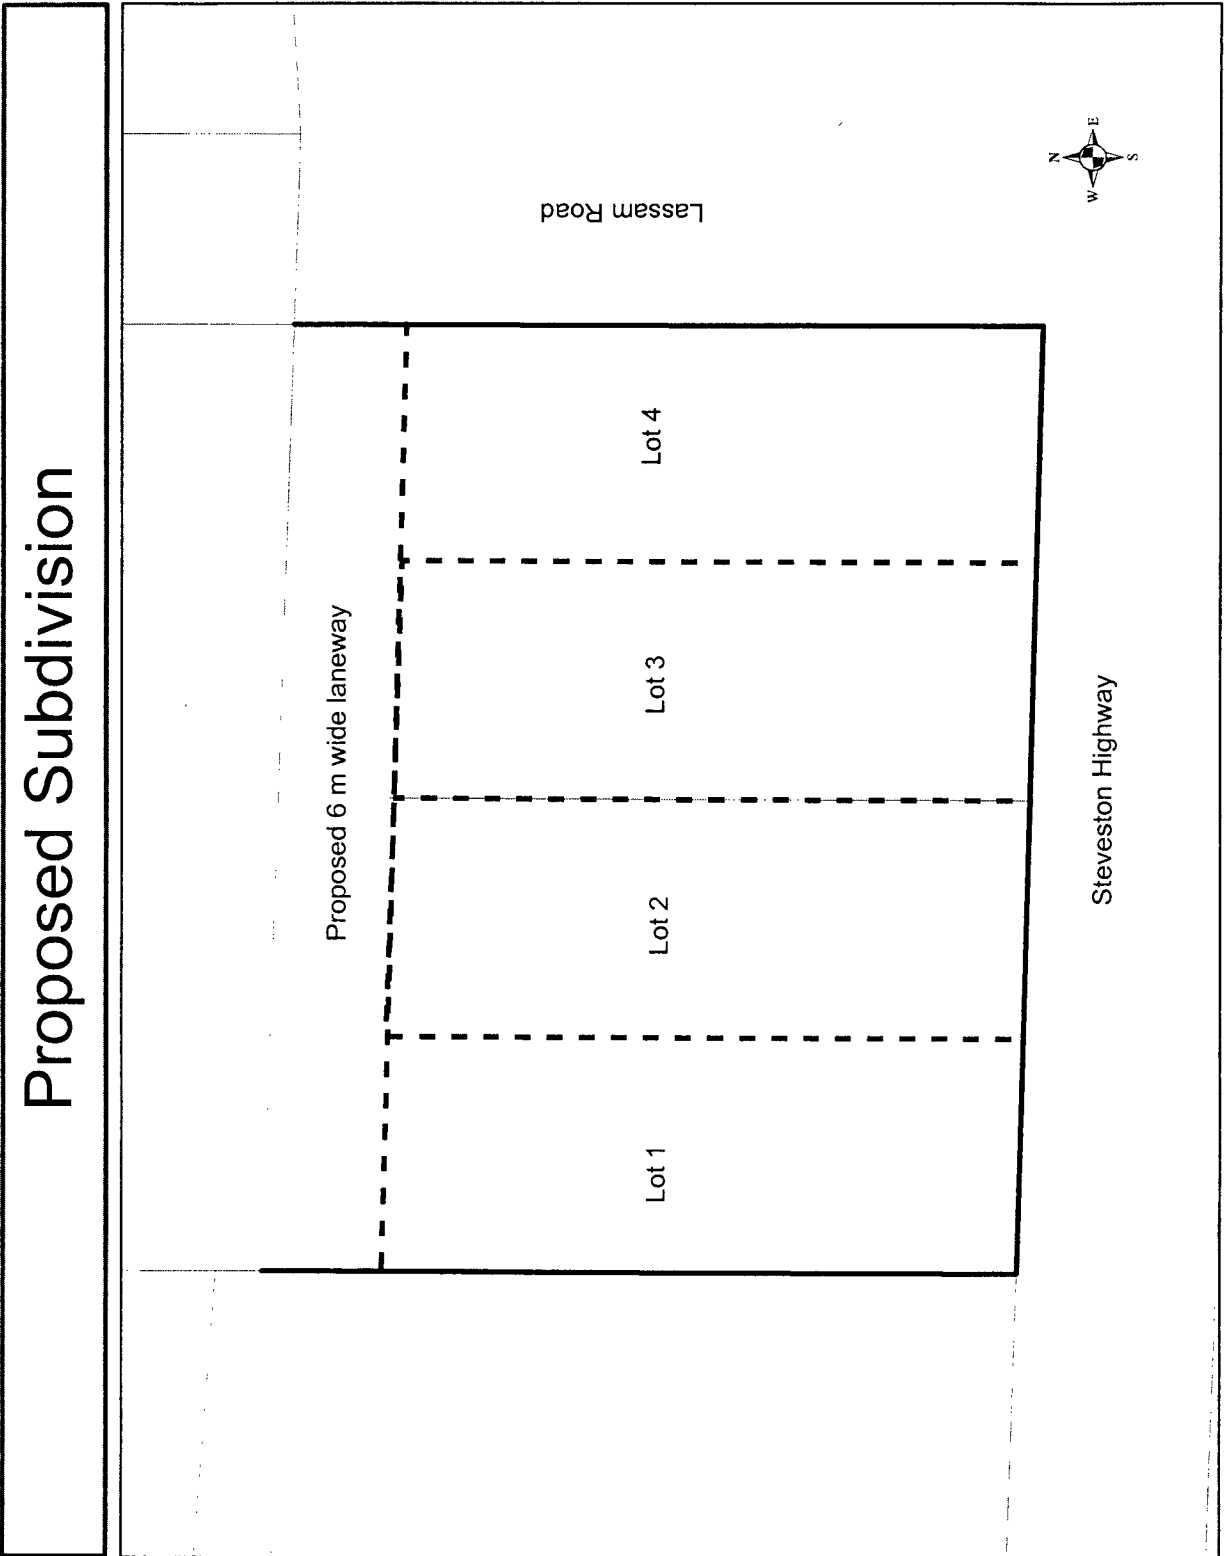 Proposed Subdivision
Proposed 6 m wide laneway
Lot 1
Lot 2
Lot 3
Lot 4
Lassam Road
Steveston Highway
N
W
E
S